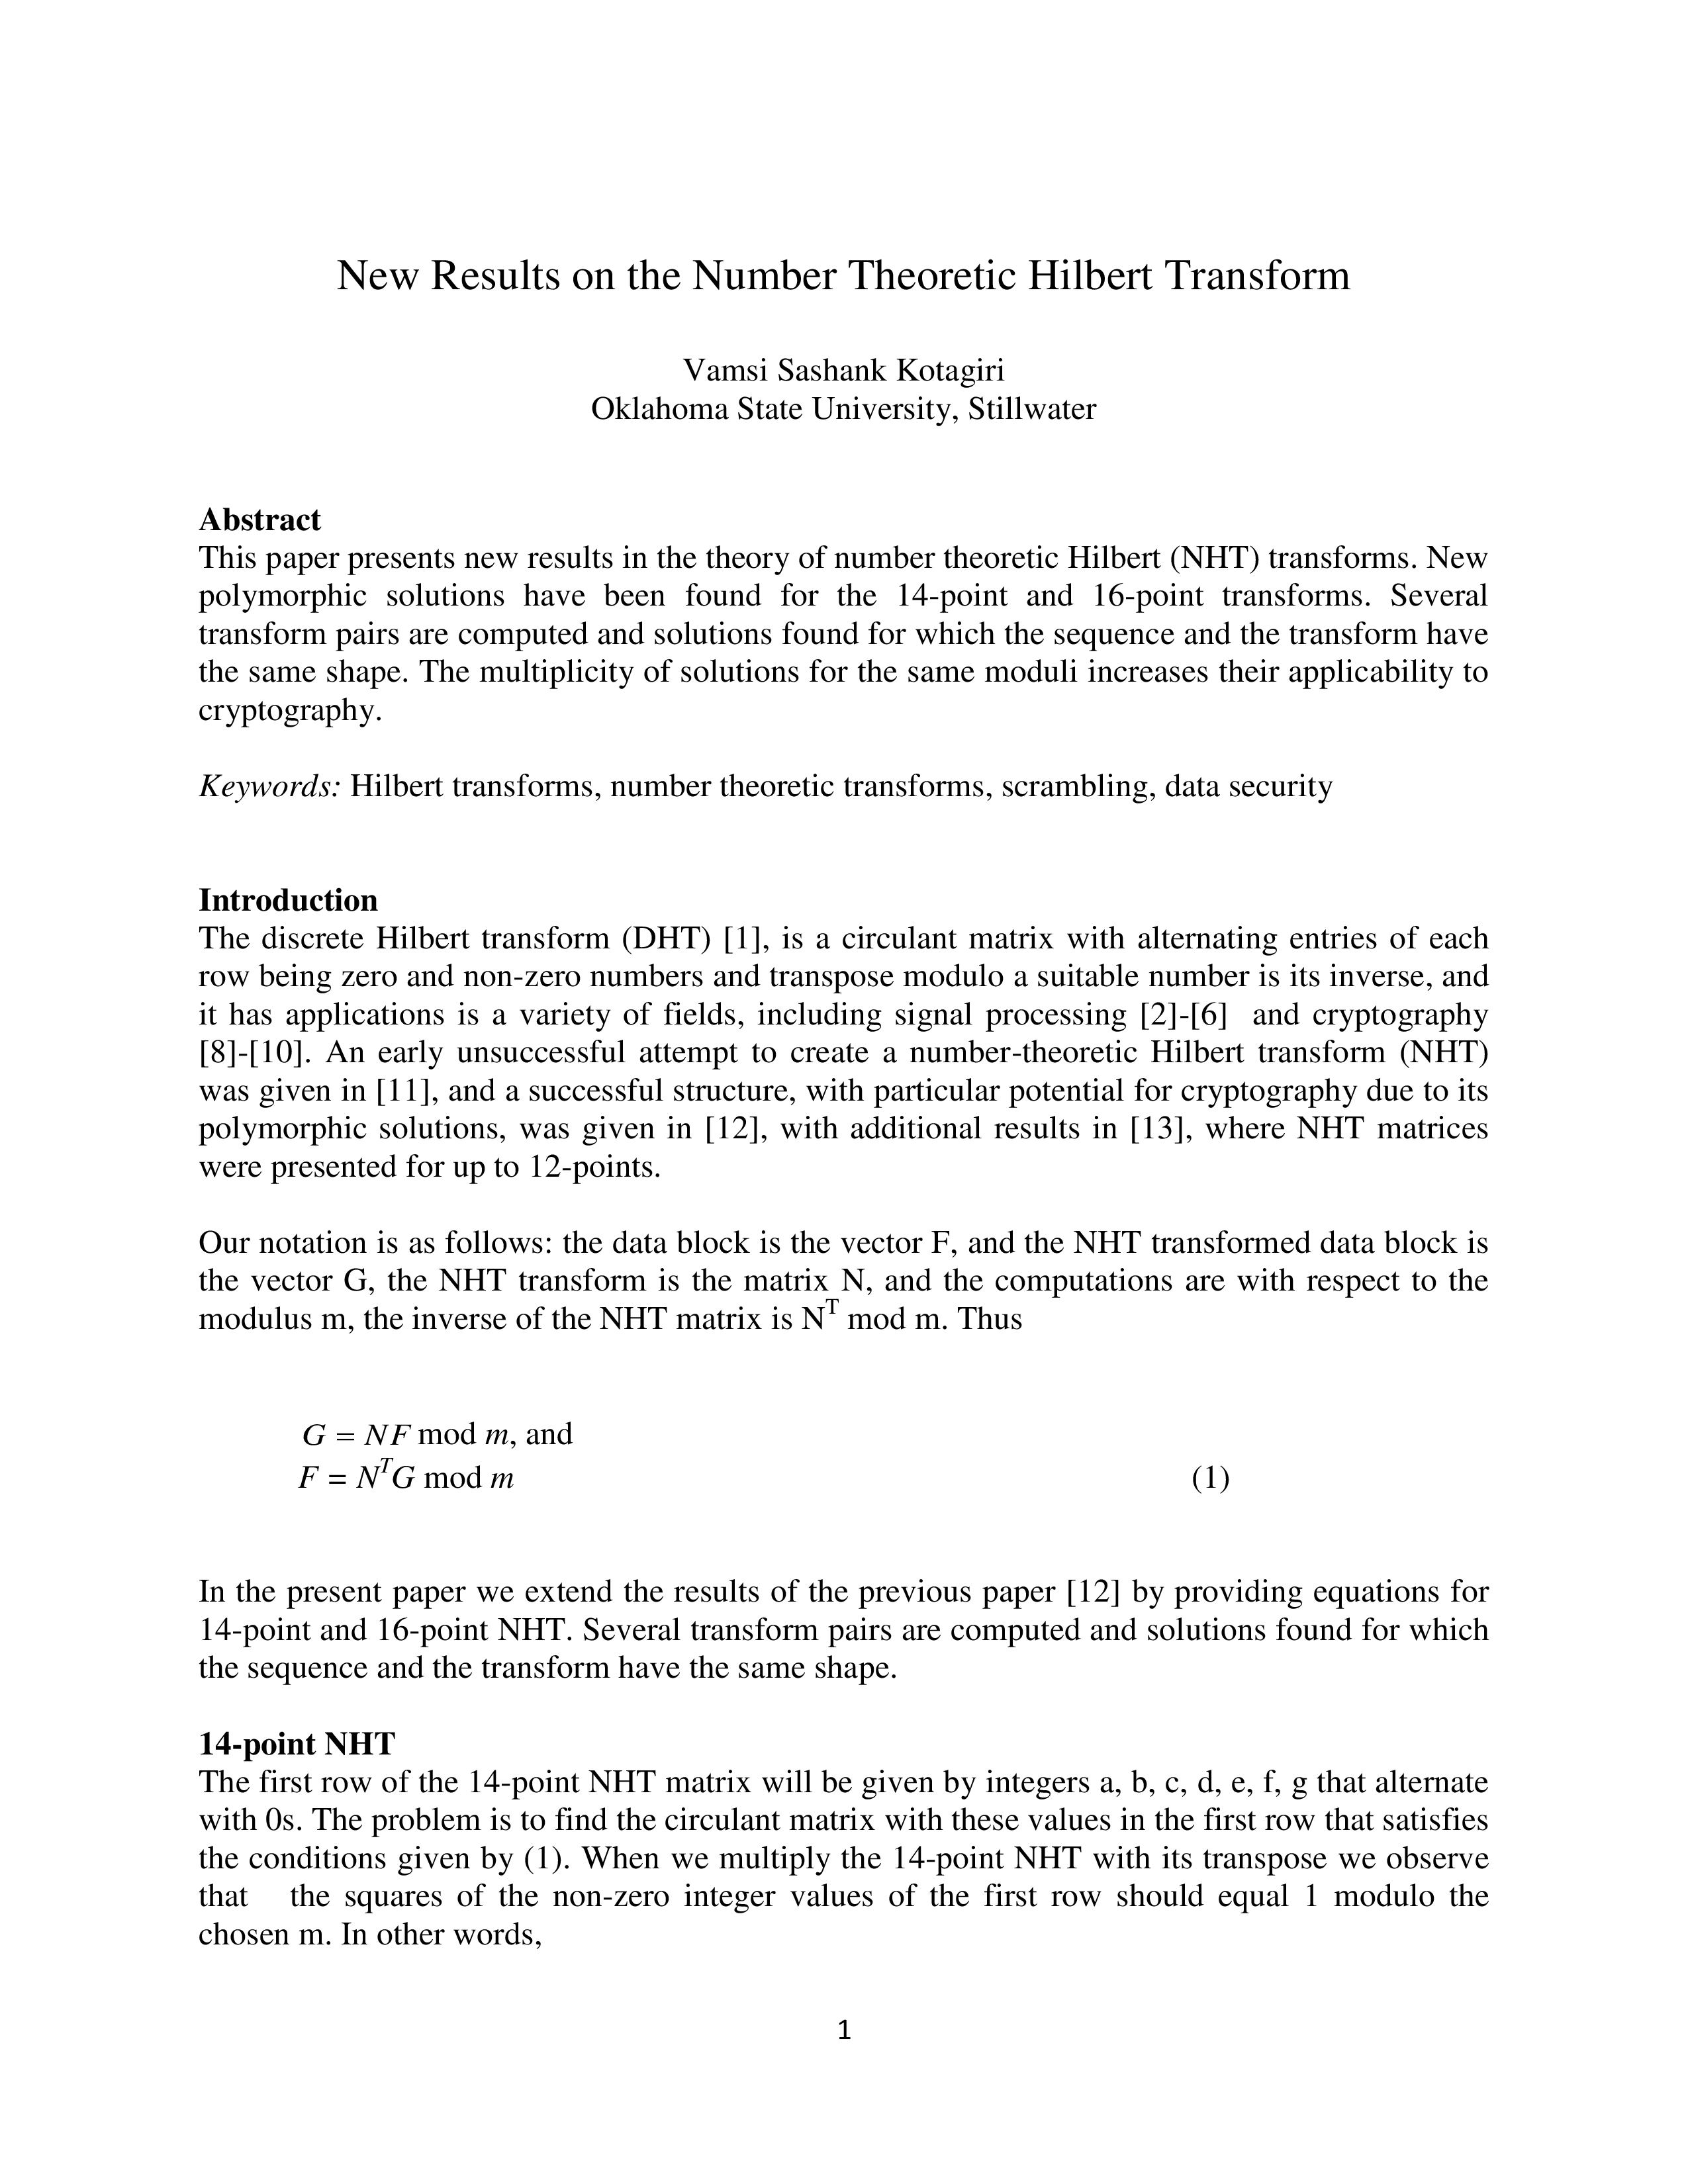 New Results on the Number Theoretic Hilbert Transform
Vamsi Sashank Kotagiri
Oklahoma State University, Stillwater
Abstract
This paper presents new results in the theory of number theoretic Hilbert (NHT) transforms. New
polymorphic solutions have been found for the 14-point and 16-point transforms. Several
transform pairs are computed and solutions found for which the sequence and the transform have
the same shape. The multiplicity of solutions for the same moduli increases their applicability to
cryptography.
Keywords: Hilbert transforms, number theoretic transforms, scrambling, data security
Introduction
The discrete Hilbert transform (DHT) [1], is a circulant matrix with alternating entries of each
row being zero and non-zero numbers and transpose modulo a suitable number is its inverse, and
it has applications is a variety of fields, including signal processing [2]-[6] and cryptography
[8]-[10]. An early unsuccessful attempt to create a number-theoretic Hilbert transform (NHT)
was given in [11], and a successful structure, with particular potential for cryptography due to its
polymorphic solutions, was given in [12], with additional results in [13], where NHT matrices
were presented for up to 12-points.
Our notation is as follows: the data block is the vector F, and the NHT transformed data block is
the vector G, the NHT transform is the matrix N, and the computations are with respect to the
modulus m, the inverse of the NHT matrix is N^T mod m. Thus
G = NF mod m, and
F = N^T G mod m (1)
In the present paper we extend the results of the previous paper [12] by providing equations for
14-point and 16-point NHT. Several transform pairs are computed and solutions found for which
the sequence and the transform have the same shape.
14-point NHT
The first row of the 14-point NHT matrix will be given by integers a, b, c, d, e, f, g that alternate
with 0s. The problem is to find the circulant matrix with these values in the first row that satisfies
the conditions given by (1). When we multiply the 14-point NHT with its transpose we observe
that the squares of the non-zero integer values of the first row should equal 1 modulo the
chosen m. In other words,
1